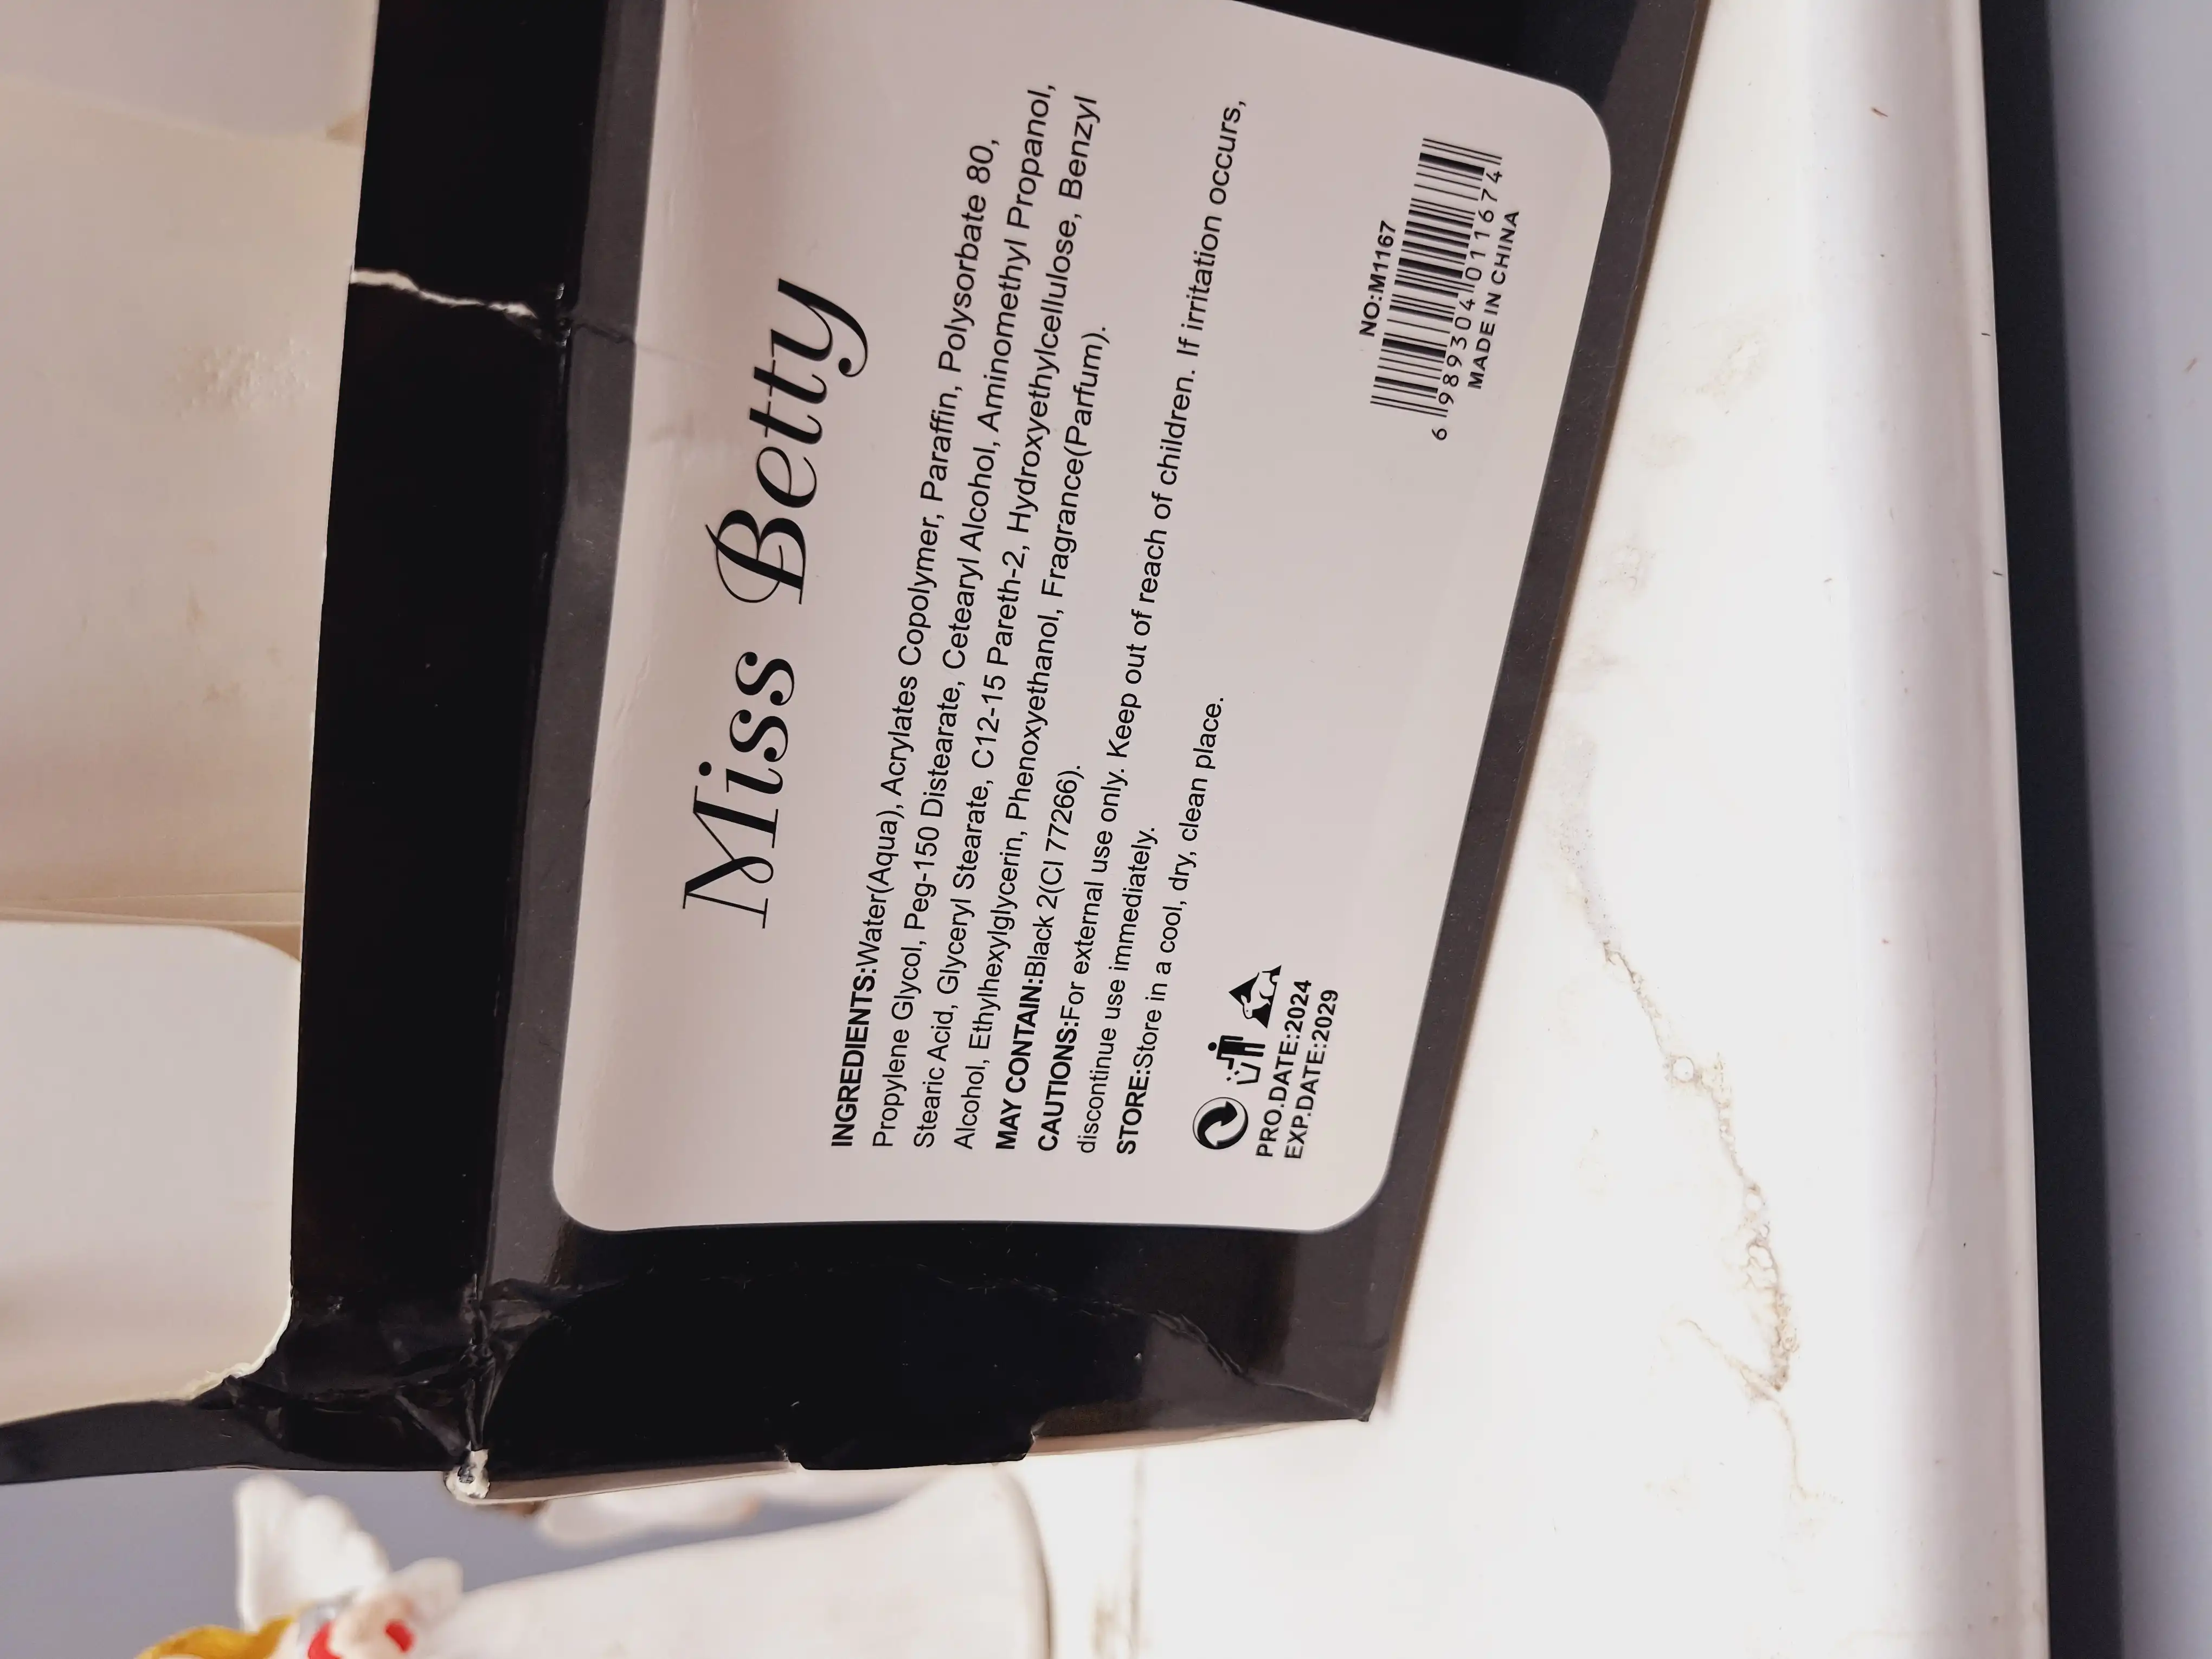 Miss Betty
INGREDIENTS:Water(Aqua), Acrylates Copolymer, Paraffin, Polysorbate 80,
Propylene Glycol, Peg-150 Distearate, Cetearyl Alcohol, Aminomethyl Propanol,
Stearic Acid, Glyceryl Stearate, C12-15 Pareth-2, Hydroxyethylcellulose, Benzyl
Alcohol, Ethylhexylglycerin, Phenoxyethanol, Fragrance(Parfum).
MAY CONTAIN:Black 2(CI 77266).
CAUTIONS:For external use only. Keep out of reach of children. If irritation occurs,
discontinue use immediately.
STORE:Store in a cool, dry, clean place.
PRO.DATE:2024
EXP.DATE:2029
NO:M1167
6 989304 011674
MADE IN CHINA